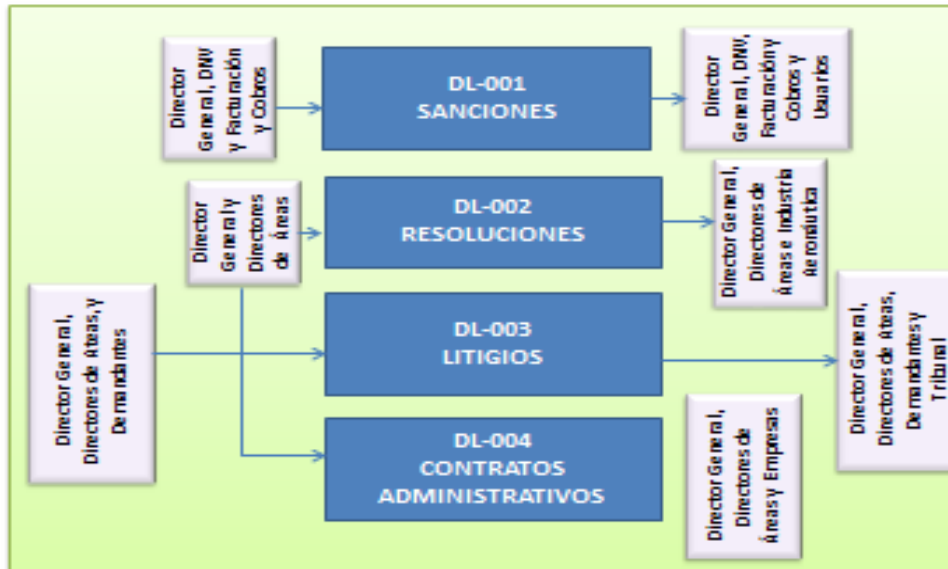 Director
General, DNV
y Facturación
y Cobros
DL-001
SANCIONES
Director
General, DNV,
Facturación y
Cobros y
Usuarios
Director
General y
Directores
de Áreas
DL-002
RESOLUCIONES
Director General,
Directores de
Áreas e Industria
Aeronáutica
Director General,
Directores de Ateas, y
Demandantes
DL-003
LITIGIOS
Director General,
Directores de Ateas,
Demandantes y
Tribunal
DL-004
CONTRATOS
ADMINISTRATIVOS
Director General,
Directores de
Áreas y Empresas